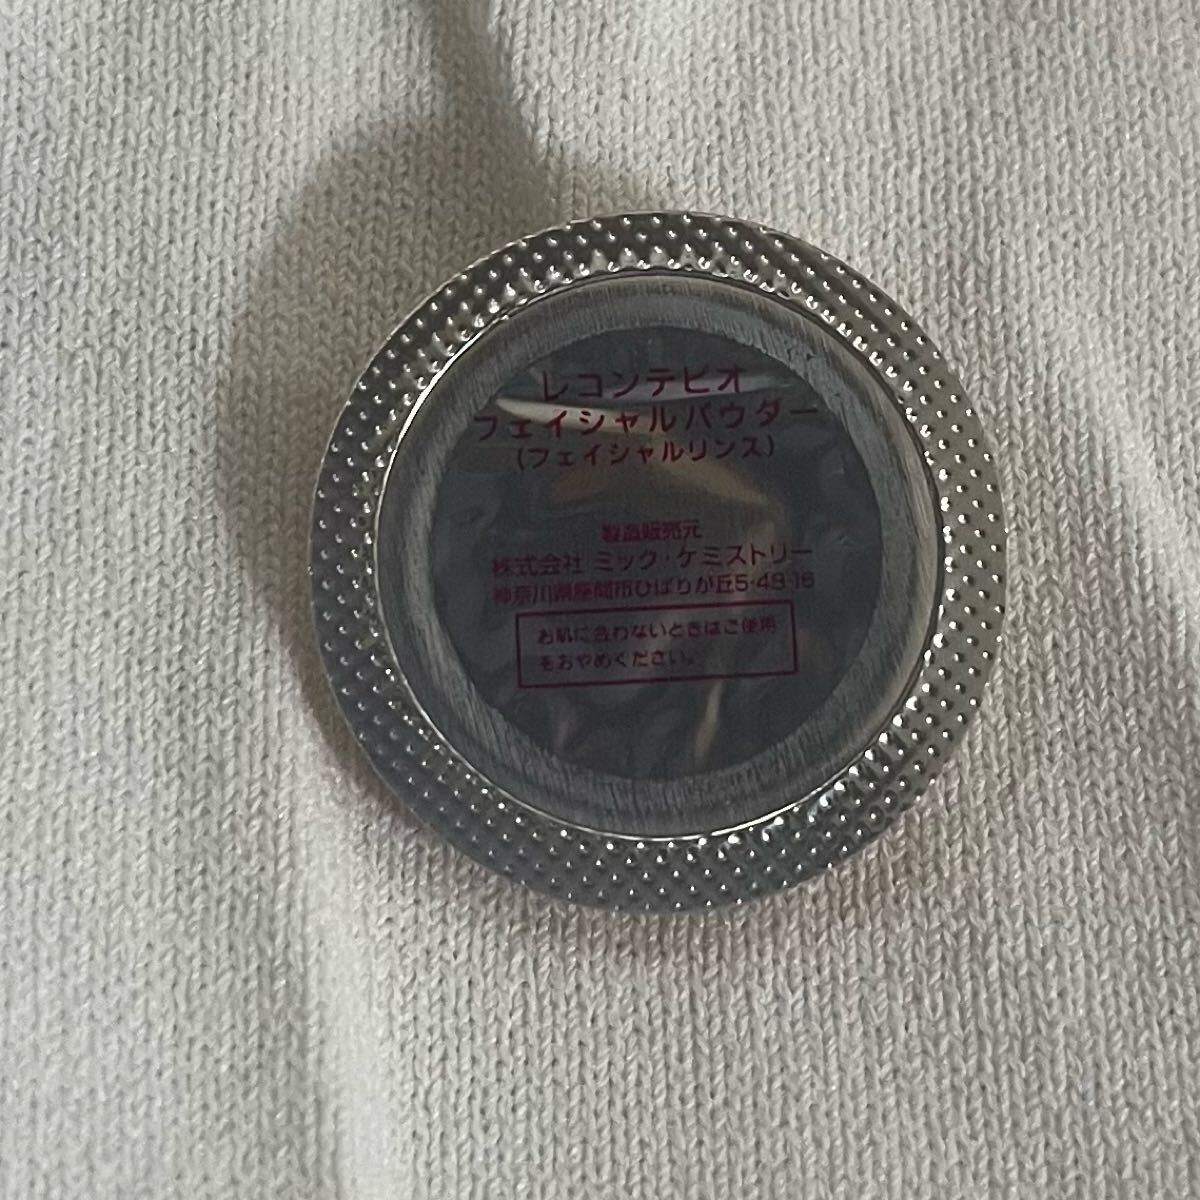 レコンテビオ
フェイシャルパウダー
(フェイシャルリンス)
製造販売元
株式会社 ミック・ケミストリー
神奈川県座間市ひばりが丘5-48-16
お肌に合わないときはご使用
をおやめください。